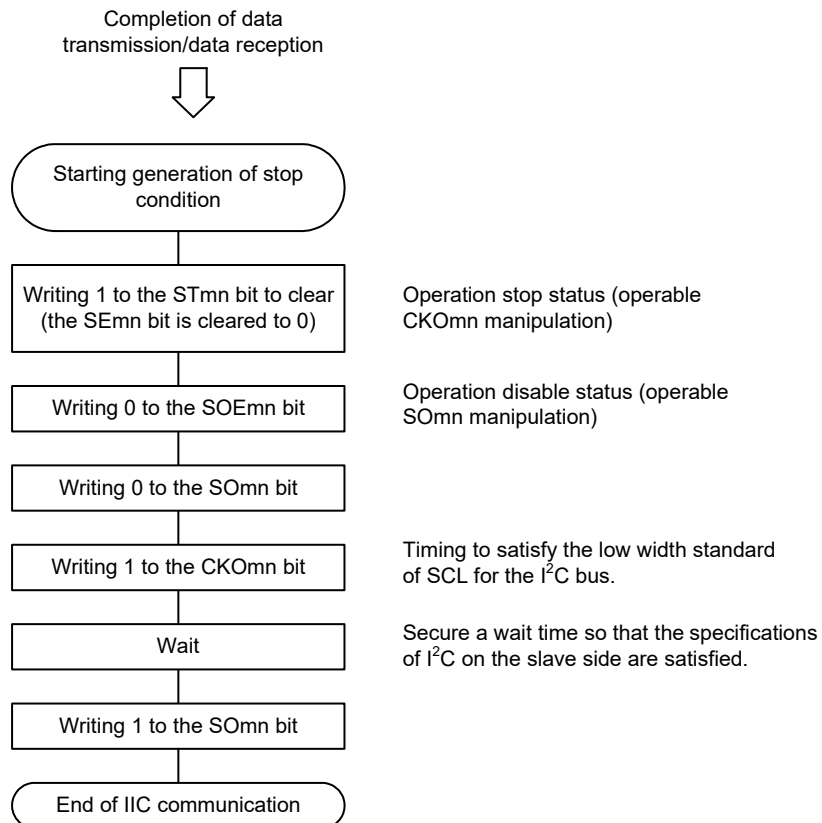 Completion of data
transmission/data reception
Starting generation of stop
condition
Writing 1 to the STmn bit to clear
(the SEmn bit is cleared to 0)
Operation stop status (operable
CKOmn manipulation)
Writing 0 to the SOEmn bit
Operation disable status (operable
SOmn manipulation)
Writing 0 to the SOmn bit
Writing 1 to the CKOmn bit
Timing to satisfy the low width standard
of SCL for the I²C bus.
Wait
Secure a wait time so that the specifications
of I²C on the slave side are satisfied.
Writing 1 to the SOmn bit
End of IIC communication